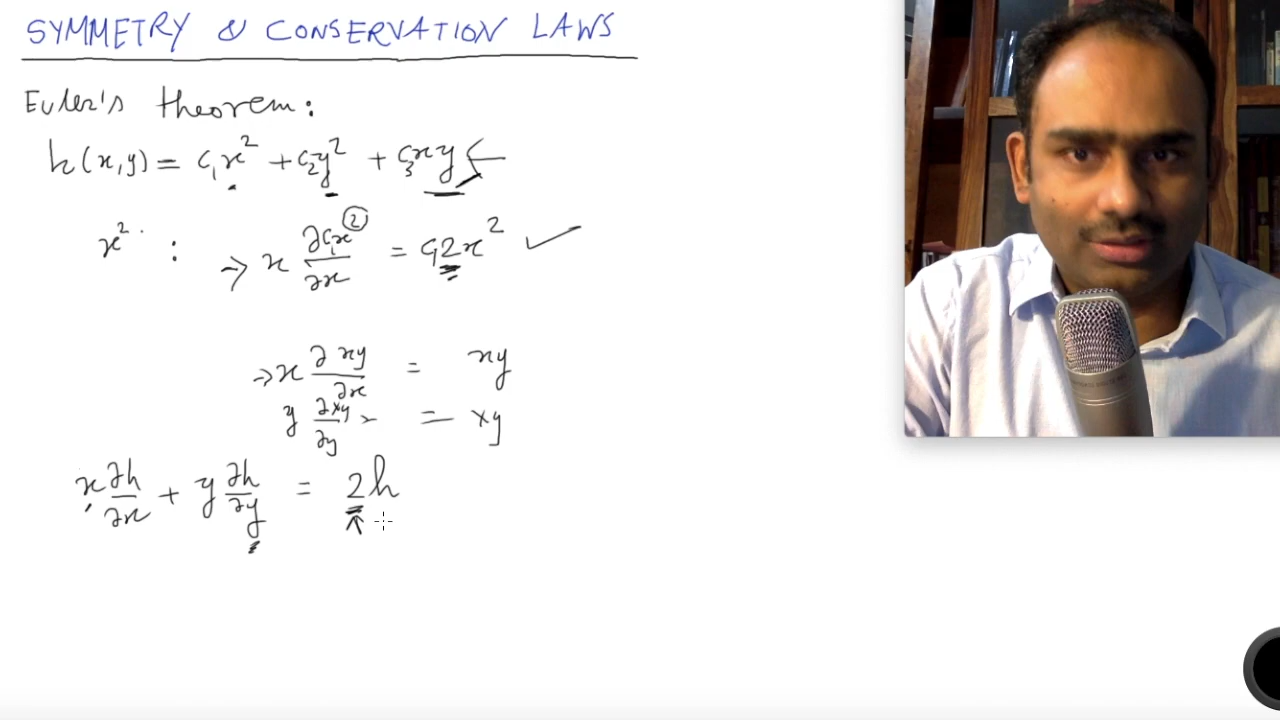 SYMMETRY & CONSERVATION LAWS
Euler's theorem:
h(x,y) = c₁x² + c₂y² + c₃xy ←
x² : → x ∂c₁x²/∂x = c₁2x² ✓
→ x ∂xy/∂x = xy
y ∂xy/∂y = xy
x ∂h/∂x + y ∂h/∂y = 2h
↑